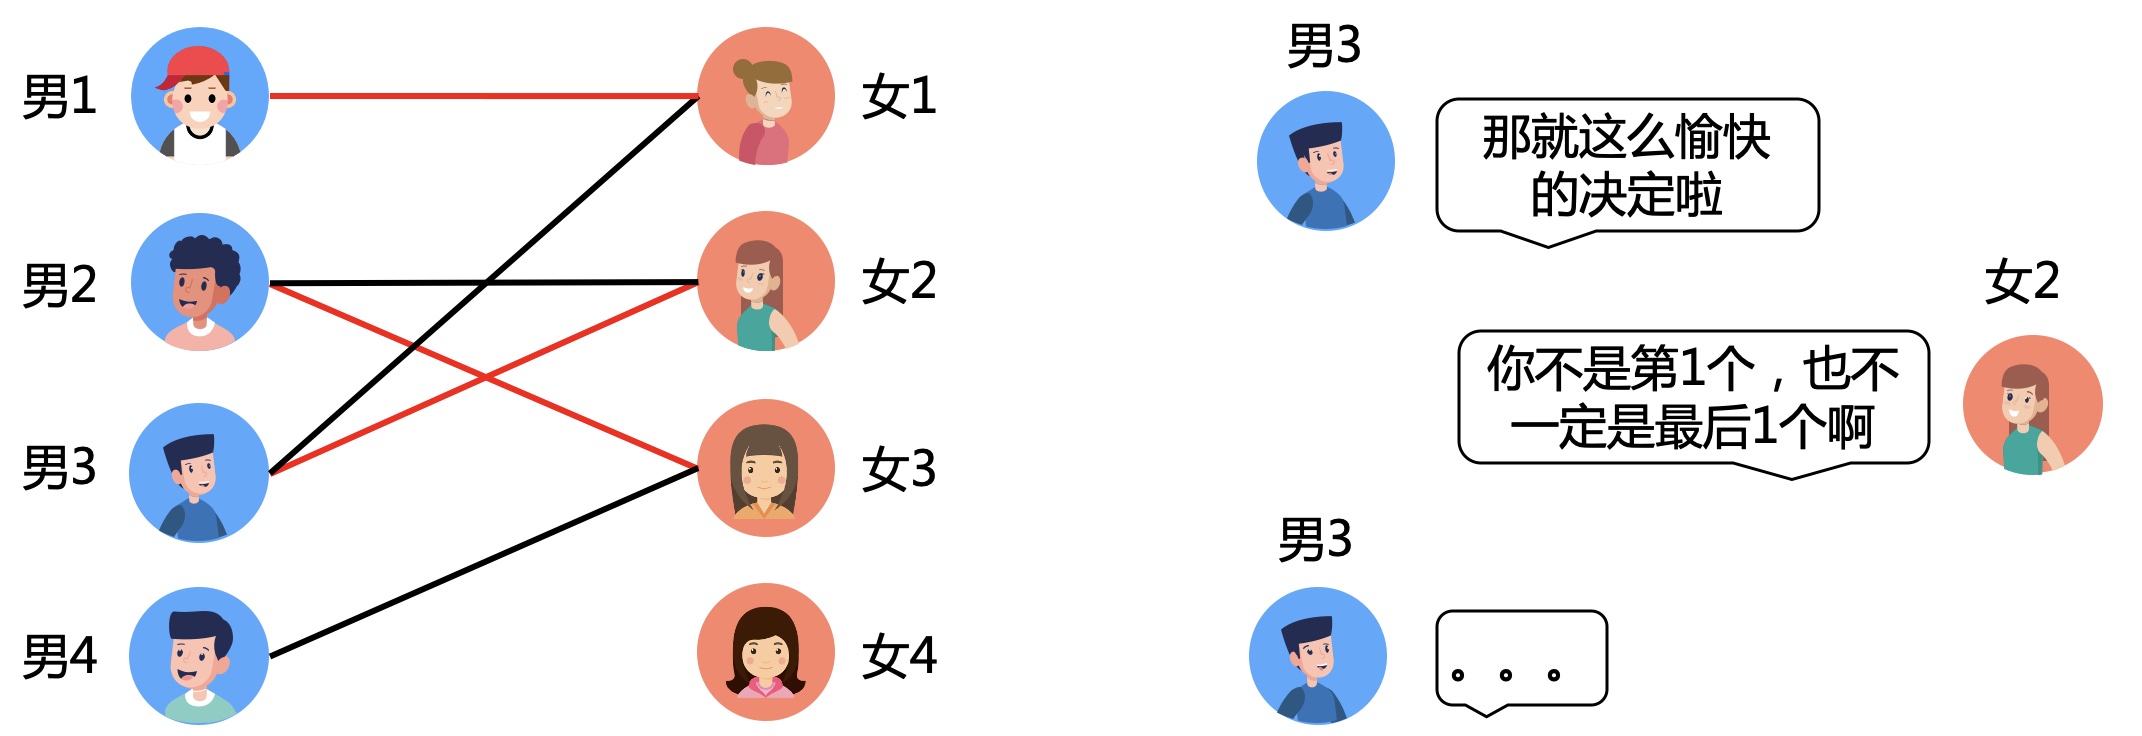 男1
女1
男2
女2
男3
女3
男4
女4
男3
那就这么愉快
的决定啦
女2
你不是第1个，也不
一定是最后1个啊
男3
。。。